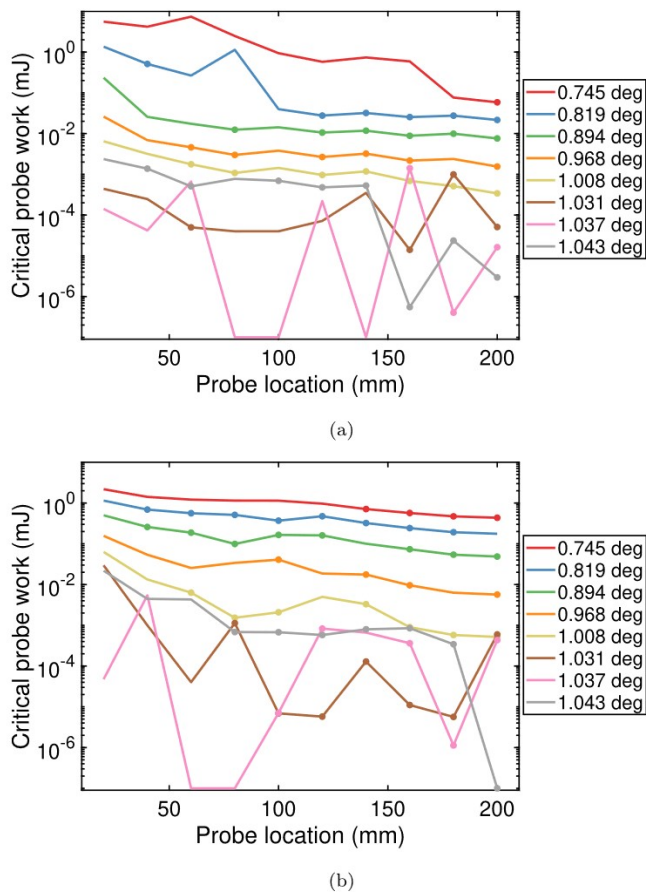 10^0
10^-2
10^-4
10^-6
Critical probe work (mJ)
50 100 150 200
Probe location (mm)
0.745 deg
0.819 deg
0.894 deg
0.968 deg
1.008 deg
1.031 deg
1.037 deg
1.043 deg
(a)
10^0
10^-2
10^-4
10^-6
Critical probe work (mJ)
50 100 150 200
Probe location (mm)
0.745 deg
0.819 deg
0.894 deg
0.968 deg
1.008 deg
1.031 deg
1.037 deg
1.043 deg
(b)